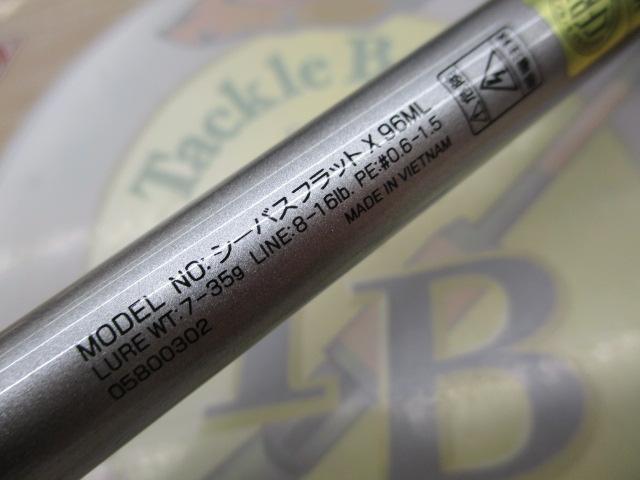 MODEL NO: シーバスフラット X 96ML
LURE WT: 7-35g LINE: 8-16lb. PE:#0.6-1.5
05800302 MADE IN VIETNAM
Tackle B
TB